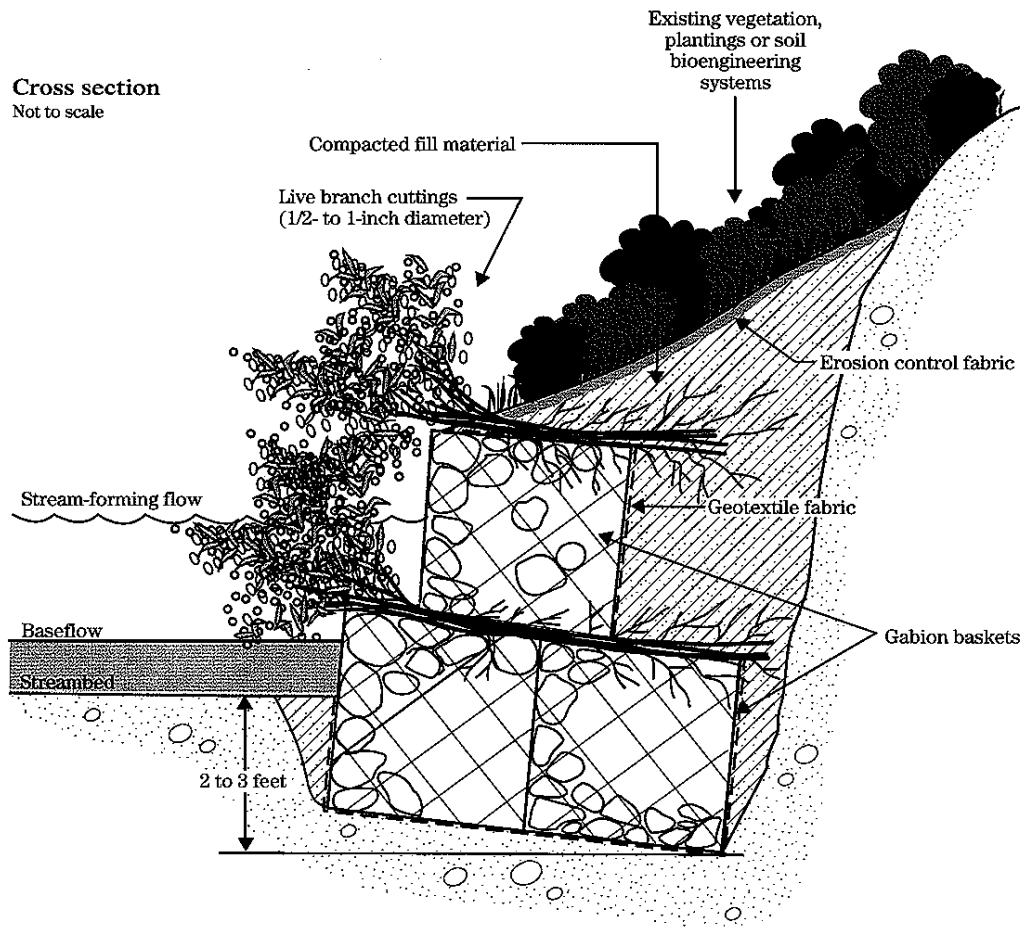 Existing vegetation,
plantings or soil
bioengineering
systems
Cross section
Not to scale
Compacted fill material
Live branch cuttings
(1/2- to 1-inch diameter)
Erosion control fabric
Stream-forming flow
Geotextile fabric
Baseflow
Gabion baskets
Streambed
2 to 3 feet